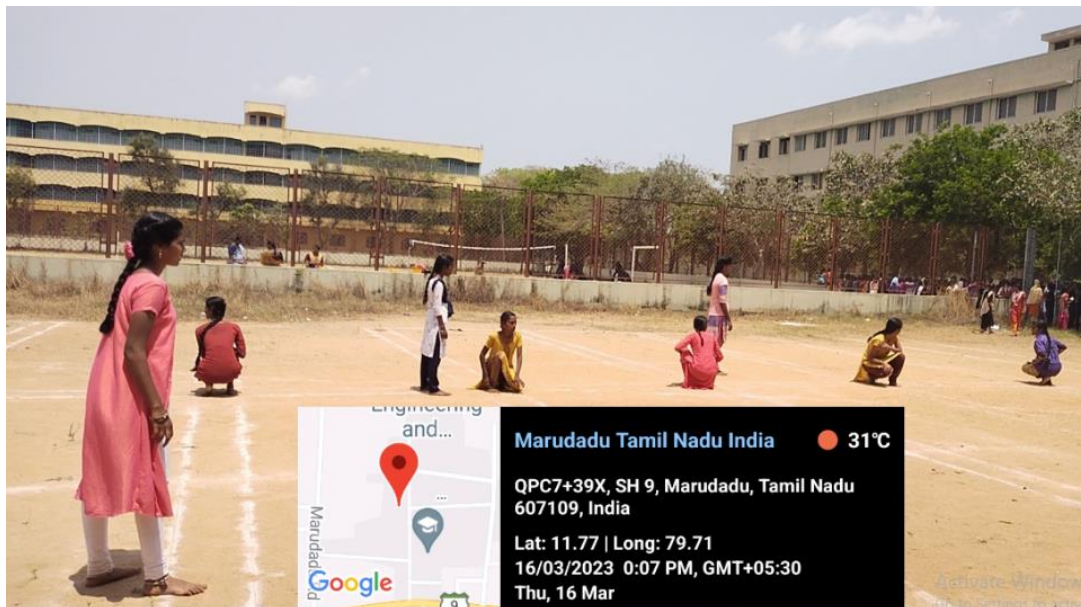 Engineering
and...
Marudad
Google
9
Marudadu Tamil Nadu India
31°C
QPC7+39X, SH 9, Marudadu, Tamil Nadu
607109, India
Lat: 11.77 | Long: 79.71
16/03/2023 0:07 PM, GMT+05:30
Thu, 16 Mar
Activate Window